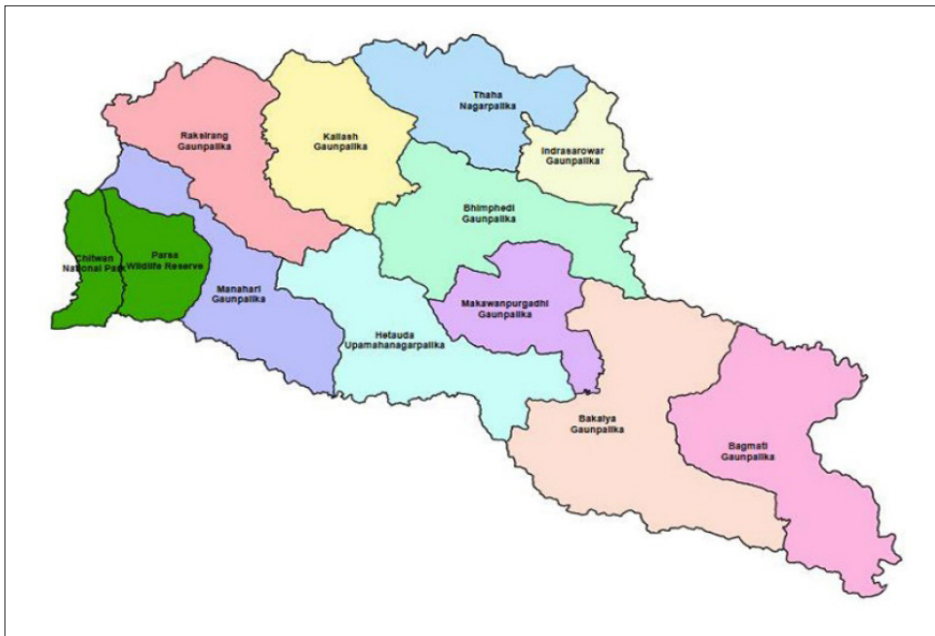 Thaha
Nagarpalika
Raksirang
Gaunpalika
Kailash
Gaunpalika
Indrasarowar
Gaunpalika
Bhimphedi
Gaunpalika
Chitwan
National Park
Parsa
Wildlife Reserve
Manahari
Gaunpalika
Makawanpurgadhi
Gaunpalika
Hetauda
Upamahanagarpalika
Bakaiya
Gaunpalika
Bagmati
Gaunpalika